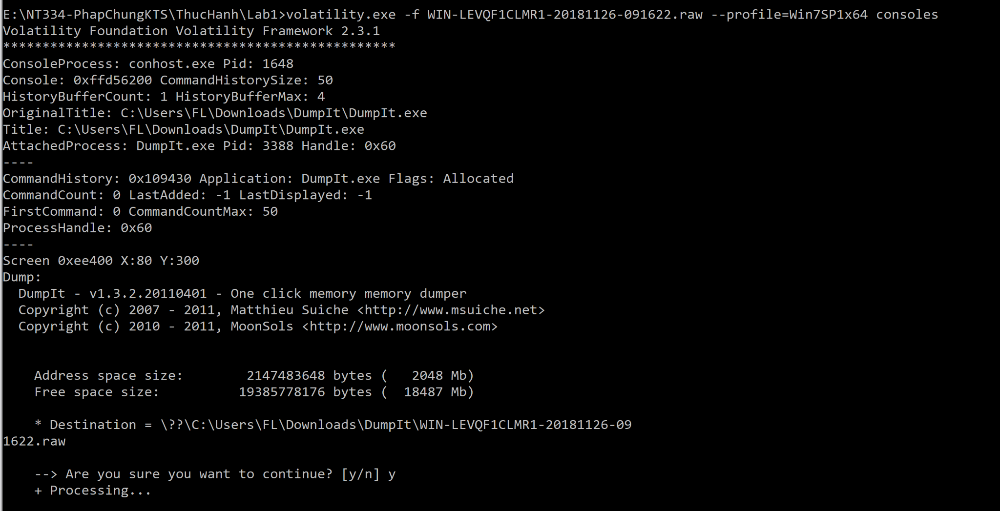 E:\NT334-PhapChungKTS\ThucHanh\Lab1>volatility.exe -f WIN-LEVQF1CLMR1-20181126-091622.raw --profile=Win7SP1x64 consoles
Volatility Foundation Volatility Framework 2.3.1
**************************************************
ConsoleProcess: conhost.exe Pid: 1648
Console: 0xffd56200 CommandHistorySize: 50
HistoryBufferCount: 1 HistoryBufferMax: 4
OriginalTitle: C:\Users\FL\Downloads\DumpIt\DumpIt.exe
Title: C:\Users\FL\Downloads\DumpIt\DumpIt.exe
AttachedProcess: DumpIt.exe Pid: 3388 Handle: 0x60
----
CommandHistory: 0x109430 Application: DumpIt.exe Flags: Allocated
CommandCount: 0 LastAdded: -1 LastDisplayed: -1
FirstCommand: 0 CommandCountMax: 50
ProcessHandle: 0x60
----
Screen 0xee400 X:80 Y:300
Dump:
  DumpIt - v1.3.2.20110401 - One click memory memory dumper
  Copyright (c) 2007 - 2011, Matthieu Suiche <http://www.msuiche.net>
  Copyright (c) 2010 - 2011, MoonSols <http://www.moonsols.com>
    Address space size:        2147483648 bytes (   2048 Mb)
    Free space size:          19385778176 bytes (  18487 Mb)
    * Destination = \??\C:\Users\FL\Downloads\DumpIt\WIN-LEVQF1CLMR1-20181126-09
1622.raw
    --> Are you sure you want to continue? [y/n] y
    + Processing...